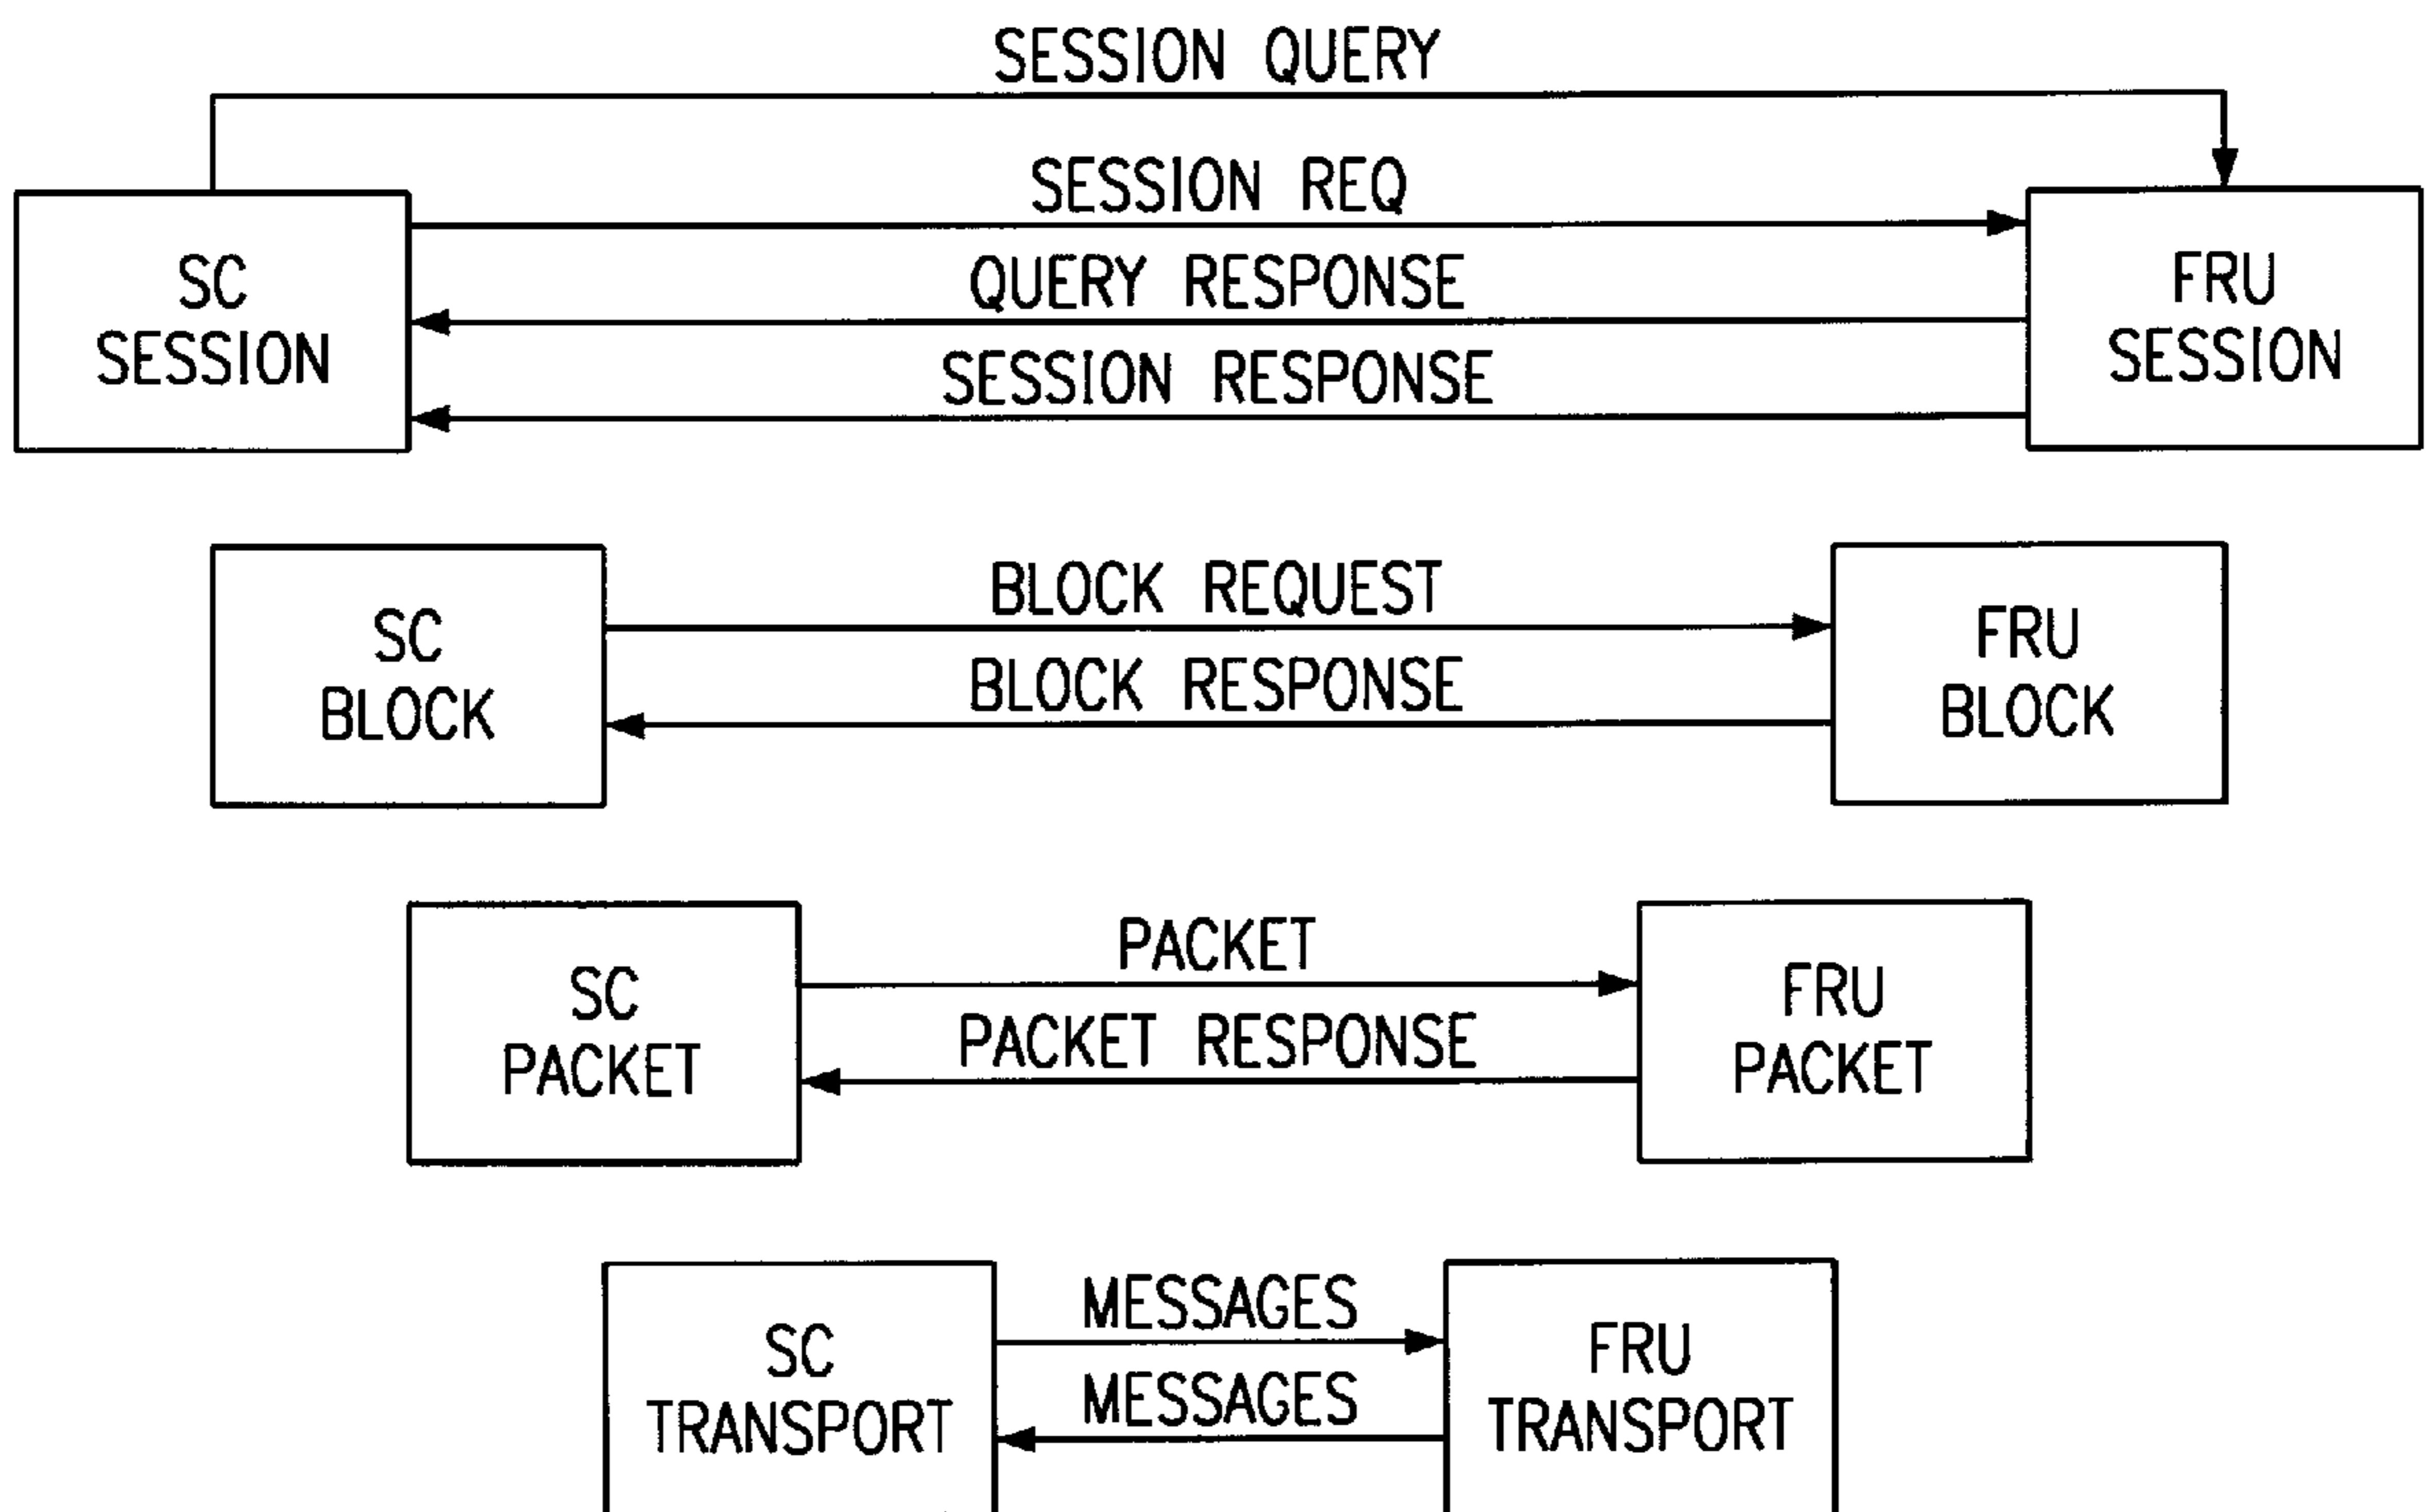 SESSION QUERY
SESSION REQ
SC
SESSION
QUERY RESPONSE
SESSION RESPONSE
FRU
SESSION
SC
BLOCK
BLOCK REQUEST
BLOCK RESPONSE
FRU
BLOCK
SC
PACKET
PACKET
PACKET RESPONSE
FRU
PACKET
SC
TRANSPORT
MESSAGES
MESSAGES
FRU
TRANSPORT